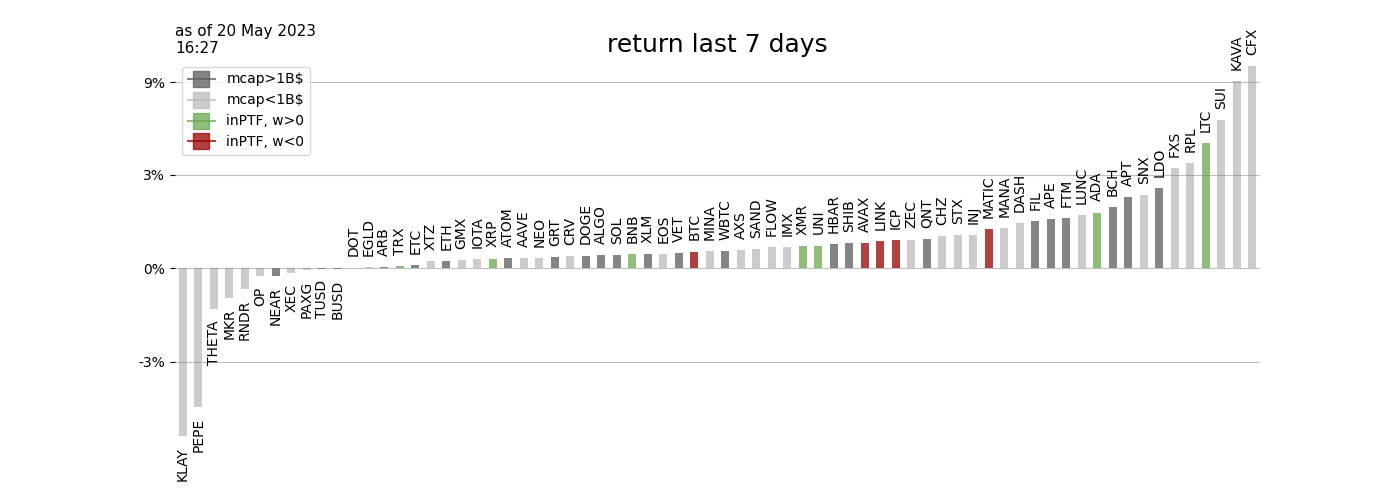 as of 20 May 2023
16:27
return last 7 days
mcap>1B$
mcap<1B$
inPTF, w>0
inPTF, w<0
9%
3%
0%
-3%
KLAY
PEPE
THETA
MKR
RNDR
OP
NEAR
XEC
PAXG
TUSD
BUSD
DOT
EGLD
ARB
TRX
ETC
XTZ
ETH
GMX
IOTA
XRP
ATOM
AAVE
NEO
GRT
CRV
DOGE
ALGO
SOL
BNB
XLM
EOS
VET
BTC
MINA
WBTC
AXS
SAND
FLOW
IMX
XMR
UNI
HBAR
SHIB
AVAX
LINK
ICP
ZEC
QNT
CHZ
STX
INJ
MATIC
MANA
DASH
FIL
APE
FTM
LUNC
ADA
BCH
APT
SNX
LDO
FXS
RPL
LTC
SUI
KAVA
CFX